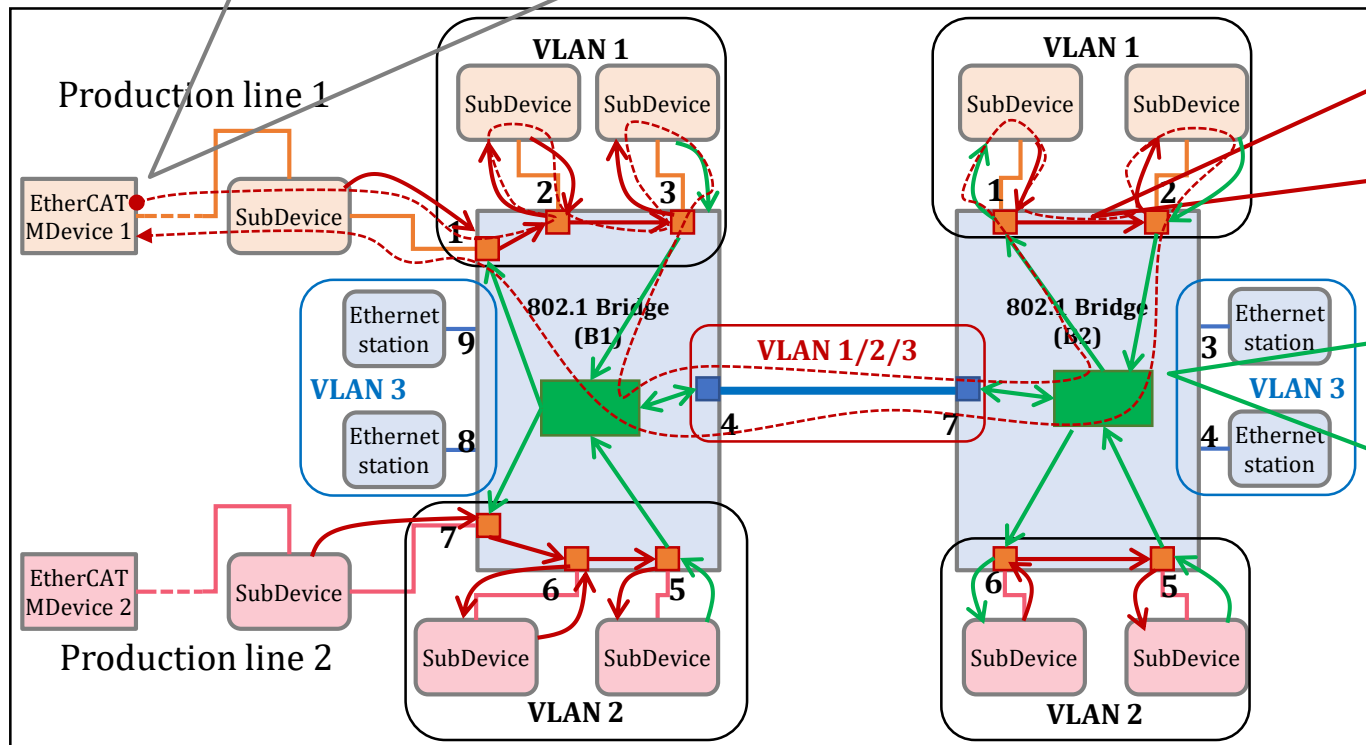 VLAN 1
VLAN 1
Production line 1
SubDevice
SubDevice
SubDevice
SubDevice
EtherCAT
MDevice 1
SubDevice
1
2
3
1
2
802.1 Bridge
(B1)
802.1 Bridge
(B2)
Ethernet
station
9
VLAN 3
8
Ethernet
station
VLAN 1/2/3
4
7
3
Ethernet
station
VLAN 3
4
Ethernet
station
7
6
5
6
5
EtherCAT
MDevice 2
SubDevice
Production line 2
SubDevice
SubDevice
SubDevice
SubDevice
VLAN 2
VLAN 2